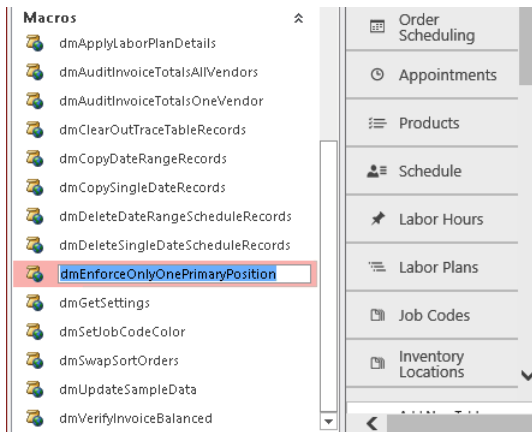 Macros
dmApplyLaborPlanDetails
dmAuditInvoiceTotalsAllVendors
dmAuditInvoiceTotalsOneVendor
dmClearOutTraceTableRecords
dmCopyDateRangeRecords
dmCopySingleDateRecords
dmDeleteDateRangeScheduleRecords
dmDeleteSingleDateScheduleRecords
dmEnforceOnlyOnePrimaryPosition
dmGetSettings
dmSetJobCodeColor
dmSwapSortOrders
dmUpdateSampleData
dmVerifyInvoiceBalanced
Order
Scheduling
Appointments
Products
Schedule
Labor Hours
Labor Plans
Job Codes
Inventory
Locations